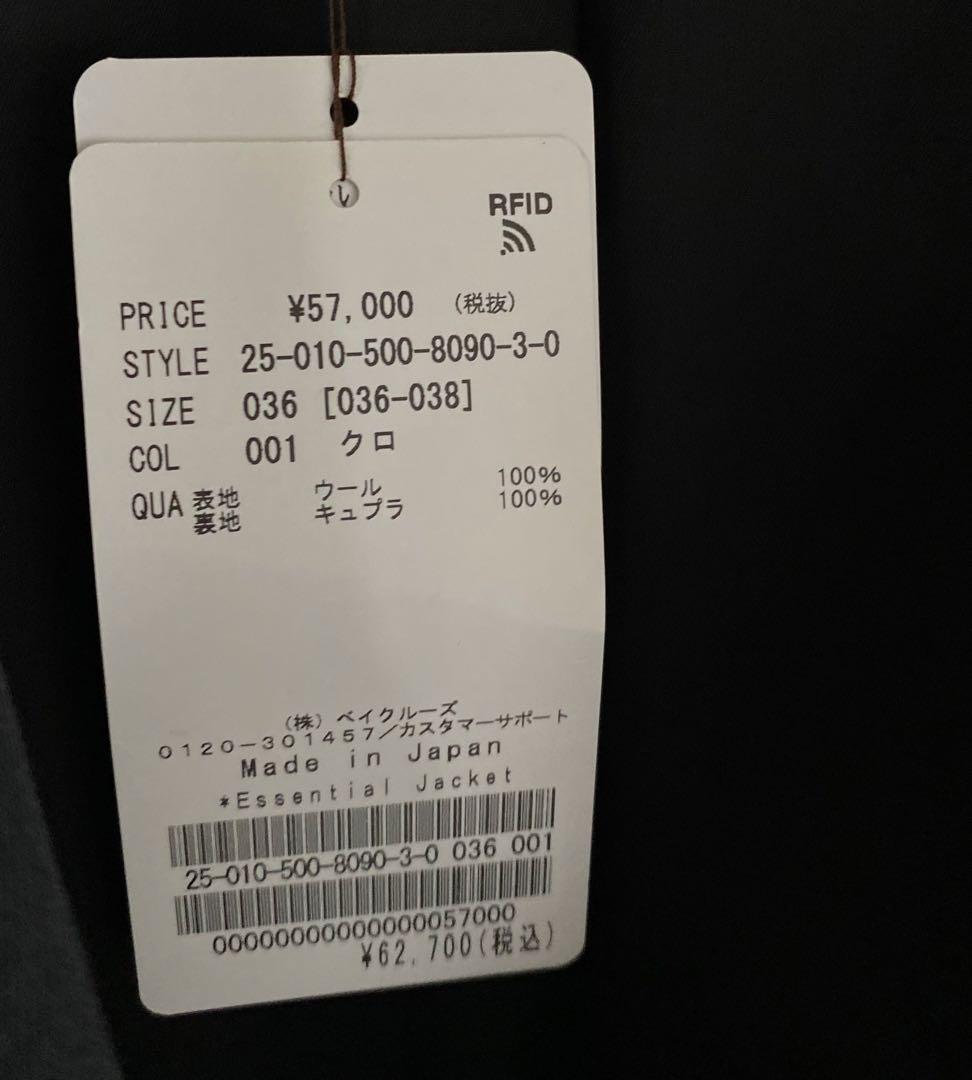 RFID
PRICE ¥57,000 (税抜)
STYLE 25-010-500-8090-3-0
SIZE 036 [036-038]
COL 001 クロ
QUA 表地 ウール 100%
裏地 キュプラ 100%
(株)ベイクルーズ
0120-301457/カスタマーサポート
Made in Japan
*Essential Jacket
25-010-500-8090-3-0 036 001
00000000000000057000
¥62,700(税込)